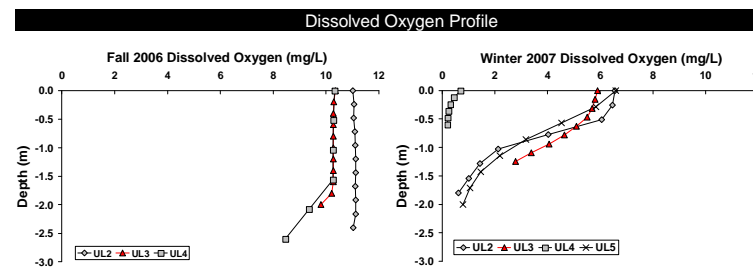 Dissolved Oxygen Profile
Fall 2006 Dissolved Oxygen (mg/L)
0 2 4 6 8 10 12
0.0
-0.5
-1.0
-1.5
-2.0
-2.5
-3.0
Depth (m)
UL2 UL3 UL4
Winter 2007 Dissolved Oxygen (mg/L)
0 2 4 6 8 10
0.0
-0.5
-1.0
-1.5
-2.0
-2.5
-3.0
Depth (m)
UL2 UL3 UL4 UL5